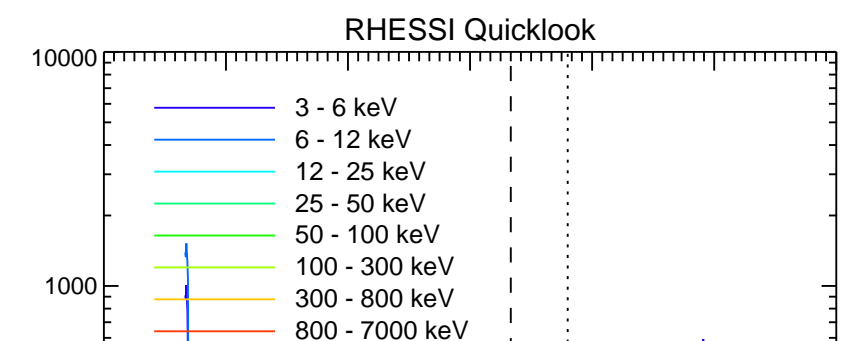 RHESSI Quicklook
10000
3 - 6 keV
6 - 12 keV
12 - 25 keV
25 - 50 keV
50 - 100 keV
100 - 300 keV
1000
300 - 800 keV
800 - 7000 keV